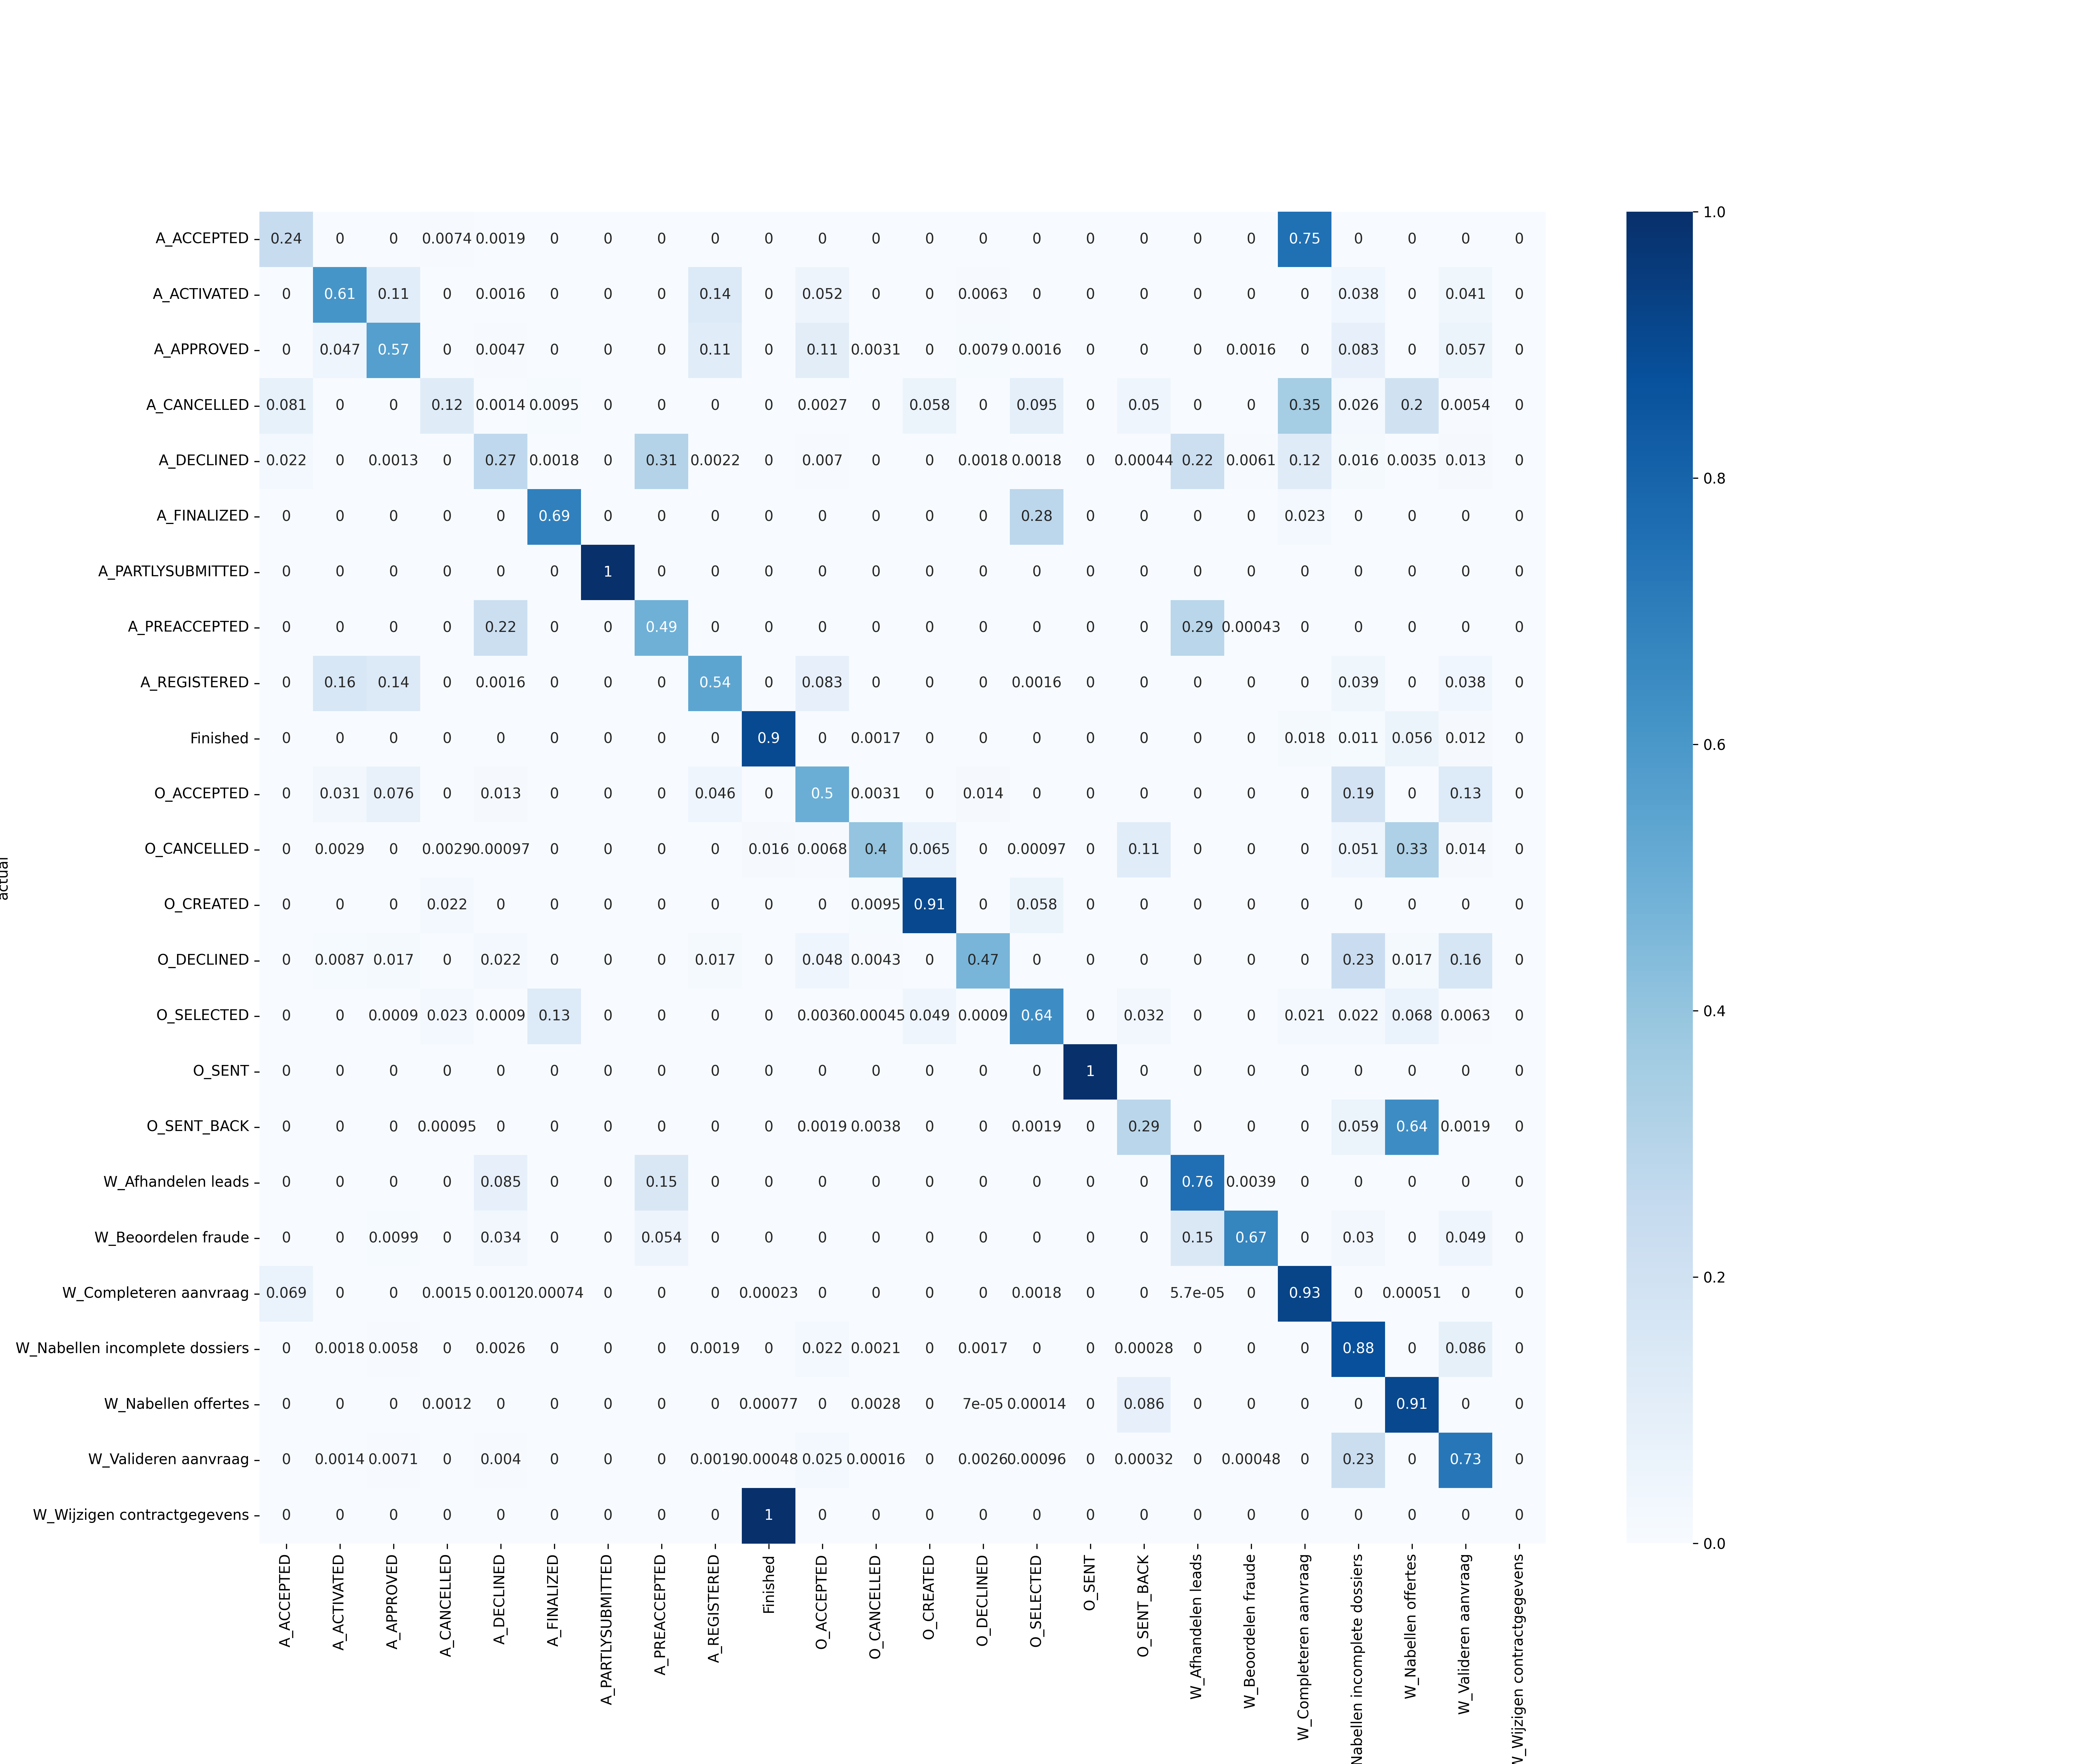 A_ACCEPTED 0.24 0 0 0.0074 0.0019 0 0 0 0 0 0 0 0 0 0 0 0 0 0 0.75 0 0 0 0
A_ACTIVATED 0 0.61 0.11 0 0.0016 0 0 0 0.14 0 0.052 0 0 0.0063 0 0 0 0 0 0 0.038 0 0.041 0
A_APPROVED 0 0.047 0.57 0 0.0047 0 0 0 0.11 0 0.11 0.0031 0 0.0079 0.0016 0 0 0 0.0016 0 0.083 0 0.057 0
A_CANCELLED 0.081 0 0 0.12 0.0014 0.0095 0 0 0 0 0.0027 0 0.058 0 0.095 0 0.05 0 0 0.35 0.026 0.2 0.0054 0
A_DECLINED 0.022 0 0.0013 0 0.27 0.0018 0 0.31 0.0022 0 0.007 0 0 0.0018 0.0018 0 0.00044 0.22 0.0061 0.12 0.016 0.0035 0.013 0
A_FINALIZED 0 0 0 0 0 0.69 0 0 0 0 0 0 0 0 0.28 0 0 0 0 0.023 0 0 0 0
A_PARTLYSUBMITTED 0 0 0 0 0 0 1 0 0 0 0 0 0 0 0 0 0 0 0 0 0 0 0 0
A_PREACCEPTED 0 0 0 0 0.22 0 0 0.49 0 0 0 0 0 0 0 0 0 0.29 0.00043 0 0 0 0 0
A_REGISTERED 0 0.16 0.14 0 0.0016 0 0 0 0.54 0 0.083 0 0 0 0.0016 0 0 0 0 0 0.039 0 0.038 0
Finished 0 0 0 0 0 0 0 0 0 0.9 0 0.0017 0 0 0 0 0 0 0 0.018 0.011 0.056 0.012 0
O_ACCEPTED 0 0.031 0.076 0 0.013 0 0 0 0.046 0 0.5 0.0031 0 0.014 0 0 0 0 0 0 0.19 0 0.13 0
O_CANCELLED 0 0.0029 0 0.0029 0.00097 0 0 0 0 0.016 0.0068 0.4 0.065 0 0.00097 0 0.11 0 0 0 0.051 0.33 0.014 0
O_CREATED 0 0 0 0.022 0 0 0 0 0 0 0 0.0095 0.91 0 0.058 0 0 0 0 0 0 0 0 0
O_DECLINED 0 0.0087 0.017 0 0.022 0 0 0 0.017 0 0.048 0.0043 0 0.47 0 0 0 0 0 0 0.23 0.017 0.16 0
O_SELECTED 0 0 0.0009 0.023 0.0009 0.13 0 0 0 0 0.0036 0.00045 0.049 0.0009 0.64 0 0.032 0 0 0.021 0.022 0.068 0.0063 0
O_SENT 0 0 0 0 0 0 0 0 0 0 0 0 0 0 0 1 0 0 0 0 0 0 0 0
O_SENT_BACK 0 0 0 0.00095 0 0 0 0 0 0 0.0019 0.0038 0 0 0.0019 0 0.29 0 0 0 0.059 0.64 0.0019 0
W_Afhandelen leads 0 0 0 0 0.085 0 0 0.15 0 0 0 0 0 0 0 0 0 0.76 0.0039 0 0 0 0 0
W_Beoordelen fraude 0 0 0.0099 0 0.034 0 0 0.054 0 0 0 0 0 0 0 0 0 0.15 0.67 0 0.03 0 0.049 0
W_Completeren aanvraag 0.069 0 0 0.0015 0.0012 0.00074 0 0 0 0.00023 0 0 0 0 0.0018 0 0 5.7e-05 0 0.93 0 0.00051 0 0
W_Nabellen incomplete dossiers 0 0.0018 0.0058 0 0.0026 0 0 0 0.0019 0 0.022 0.0021 0 0.0017 0 0 0.00028 0 0 0 0.88 0 0.086 0
W_Nabellen offertes 0 0 0 0.0012 0 0 0 0 0 0.00077 0 0.0028 0 7e-05 0.00014 0 0.086 0 0 0 0 0.91 0 0
W_Valideren aanvraag 0 0.0014 0.0071 0 0.004 0 0 0 0.0019 0.00048 0.025 0.00016 0 0.0026 0.00096 0 0.00032 0 0.00048 0 0.23 0 0.73 0
W_Wijzigen contractgegevens 0 0 0 0 0 0 0 0 0 1 0 0 0 0 0 0 0 0 0 0 0 0 0 0
actual
A_ACCEPTED
A_ACTIVATED
A_APPROVED
A_CANCELLED
A_DECLINED
A_FINALIZED
A_PARTLYSUBMITTED
A_PREACCEPTED
A_REGISTERED
Finished
O_ACCEPTED
O_CANCELLED
O_CREATED
O_DECLINED
O_SELECTED
O_SENT
O_SENT_BACK
W_Afhandelen leads
W_Beoordelen fraude
W_Completeren aanvraag
Nabellen incomplete dossiers
W_Nabellen offertes
W_Valideren aanvraag
W_Wijzigen contractgegevens
1.0
0.8
0.6
0.4
0.2
0.0